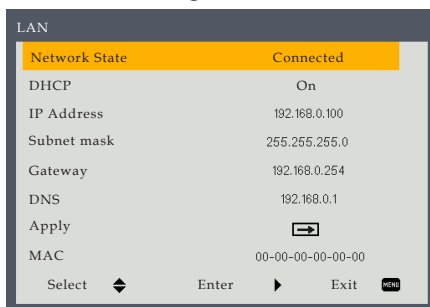 LAN
Network State Connected
DHCP On
IP Address 192.168.0.100
Subnet mask 255.255.255.0
Gateway 192.168.0.254
DNS 192.168.0.1
Apply
MAC 00-00-00-00-00-00
Select Enter Exit MENU